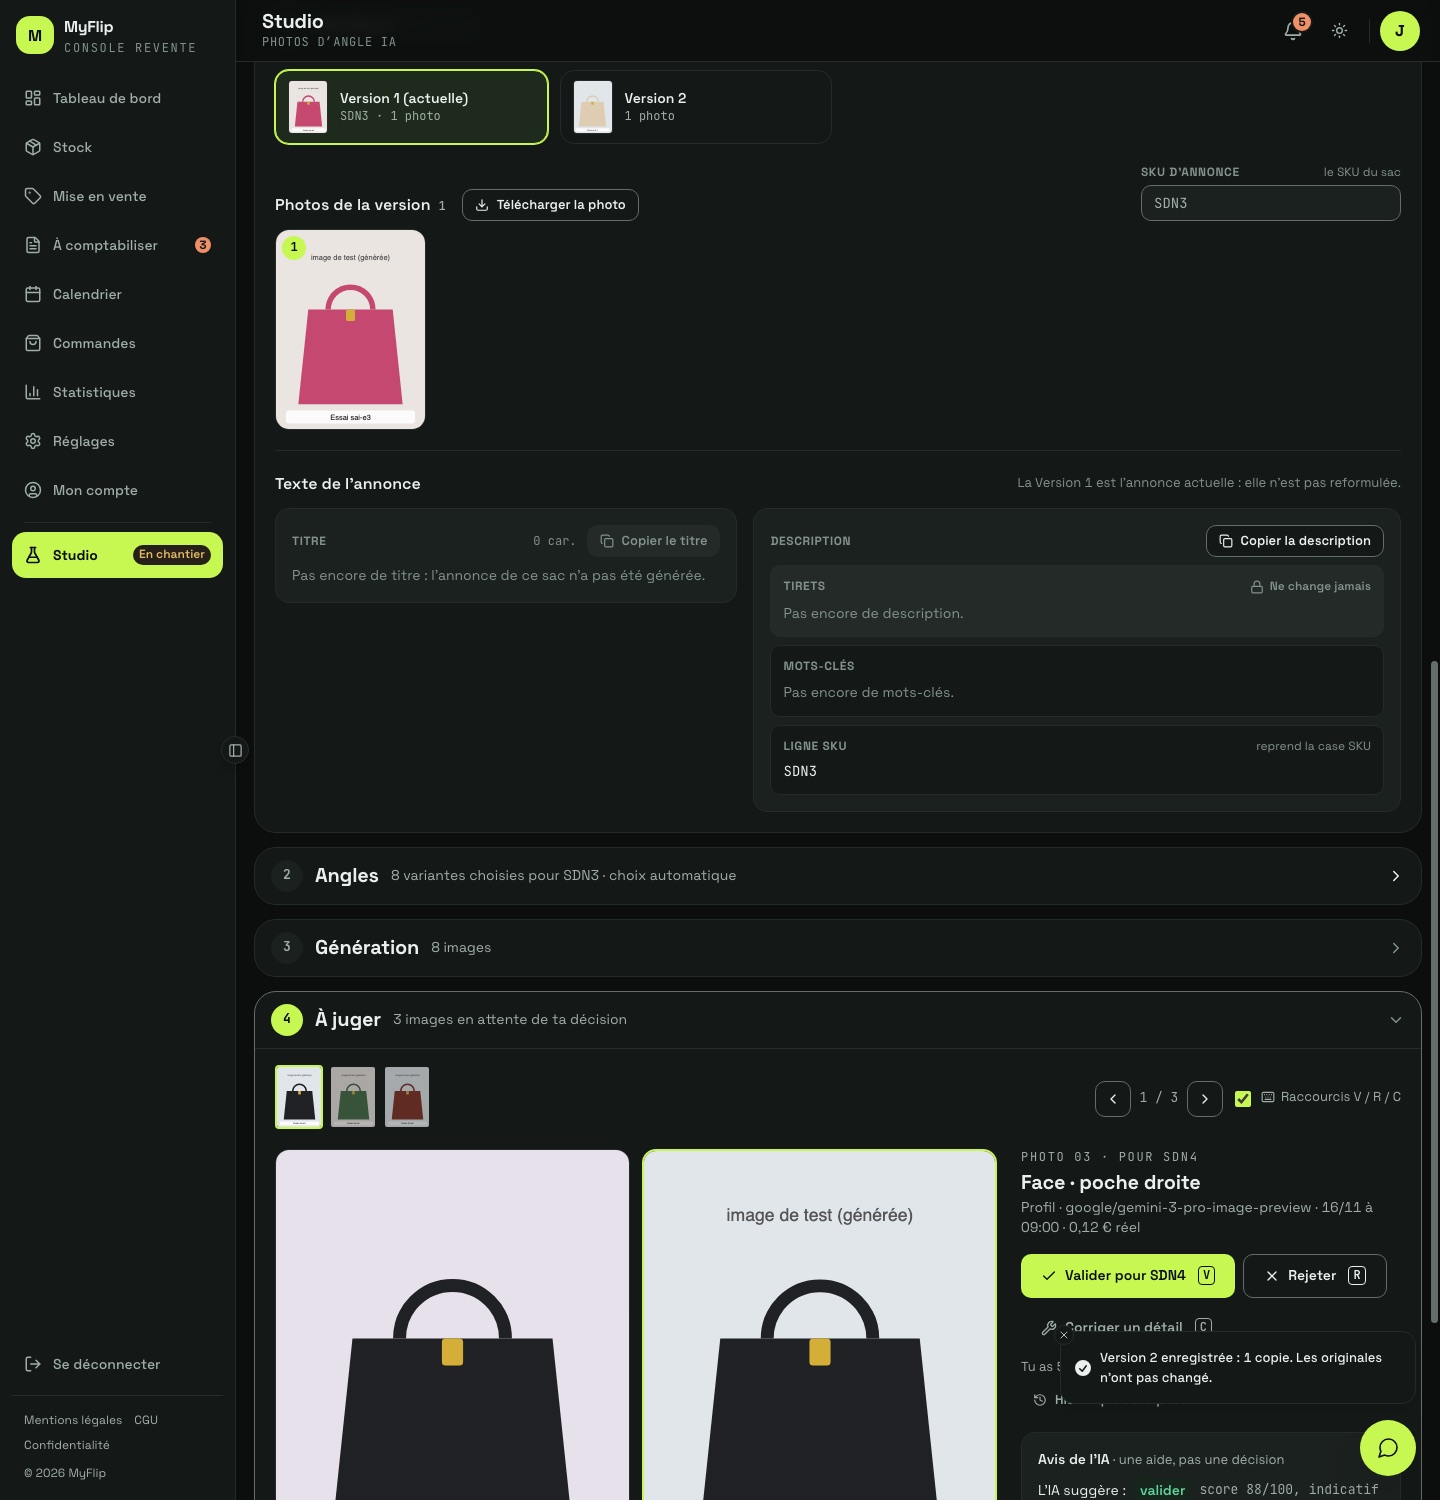 M
MyFlip
CONSOLE REVENTE
Tableau de bord
Stock
Mise en vente
À comptabiliser
3
Calendrier
Commandes
Statistiques
Réglages
Mon compte
Studio
En chantier
Se déconnecter
Mentions légales CGU
Confidentialité
© 2026 MyFlip
Studio
PHOTOS D'ANGLE IA
5
J
Version 1 (actuelle)
SDN3 · 1 photo
Version 2
1 photo
SKU D'ANNONCE
le SKU du sac
SDN3
Photos de la version 1
Télécharger la photo
1
image de test (générée)
Essai sai-e3
Texte de l'annonce
La Version 1 est l'annonce actuelle : elle n'est pas reformulée.
TITRE
0 car.
Copier le titre
Pas encore de titre : l'annonce de ce sac n'a pas été générée.
DESCRIPTION
Copier la description
TIRETS
Ne change jamais
Pas encore de description.
MOTS-CLÉS
Pas encore de mots-clés.
LIGNE SKU
reprend la case SKU
SDN3
2
Angles
8 variantes choisies pour SDN3 · choix automatique
3
Génération
8 images
4
À juger
3 images en attente de ta décision
1 / 3
Raccourcis V / R / C
image de test (générée)
PHOTO 03 · POUR SDN4
Face · poche droite
Profil · google/gemini-3-pro-image-preview · 16/11 à
09:00 · 0,12 € réel
Valider pour SDN4 V
Rejeter R
Corriger un détail C
Tu as
Version 2 enregistrée : 1 copie. Les originales
n'ont pas changé.
Avis de l'IA · une aide, pas une décision
L'IA suggère : valider score 88/100, indicatif